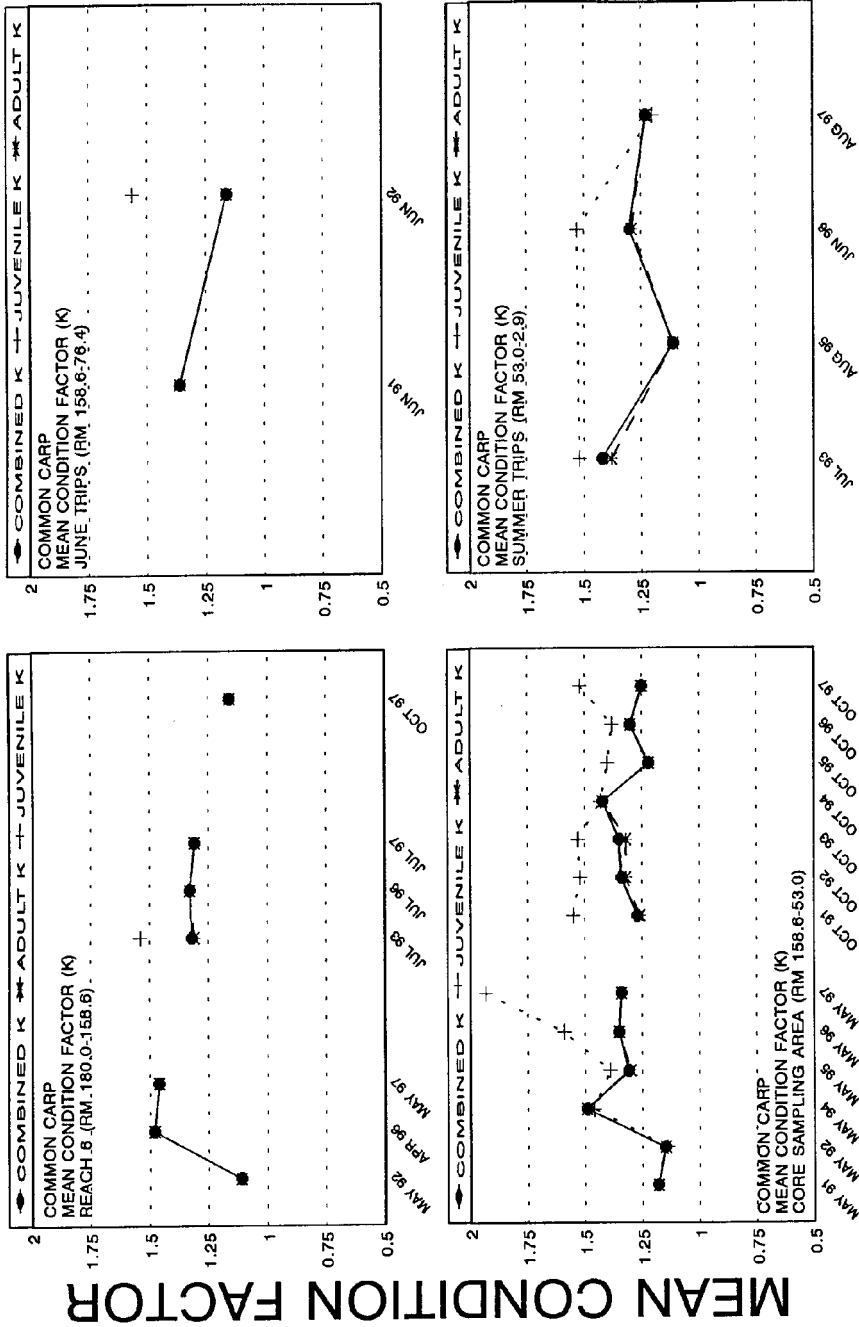 MEAN CONDITION FACTOR
COMBINED K ADULT K JUVENILE K
COMMON CARP
MEAN CONDITION FACTOR (K)
REACH 6 (RM 180.0-158.6)
2
1.75
1.5
1.25
1
0.75
0.5
MAY 92
APR 96
MAY 97
JUL 93
JUL 96
JUL 97
OCT 97
COMBINED K JUVENILE K ADULT K
COMMON CARP
MEAN CONDITION FACTOR (K)
JUNE TRIPS (RM 158.6-76.4)
2
1.75
1.5
1.25
1
0.75
0.5
JUN 91
JUN 92
COMBINED K JUVENILE K ADULT K
2
1.75
1.5
1.25
1
0.75
0.5
COMMON CARP
MEAN CONDITION FACTOR (K)
CORE SAMPLING AREA (RM 158.6-53.0)
MAY 91
MAY 92
MAY 94
MAY 95
MAY 96
MAY 97
OCT 91
OCT 92
OCT 93
OCT 94
OCT 95
OCT 96
OCT 97
COMBINED K JUVENILE K ADULT K
COMMON CARP
MEAN CONDITION FACTOR (K)
SUMMER TRIPS (RM 53.0-2.9)
2
1.75
1.5
1.25
1
0.75
0.5
JUL 93
AUG 95
JUN 96
AUG 97